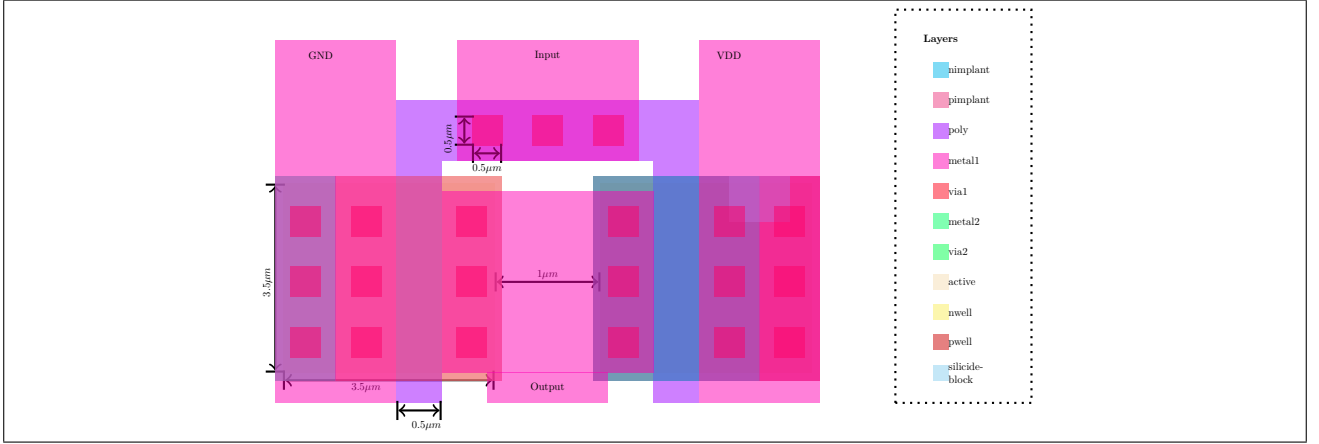 GND
Input
VDD
0.5μm
0.5μm
3.5μm
1μm
3.5μm
Output
0.5μm
Layers
nimplant
pimplant
poly
metal1
via1
metal2
via2
active
nwell
pwell
silicide-
block